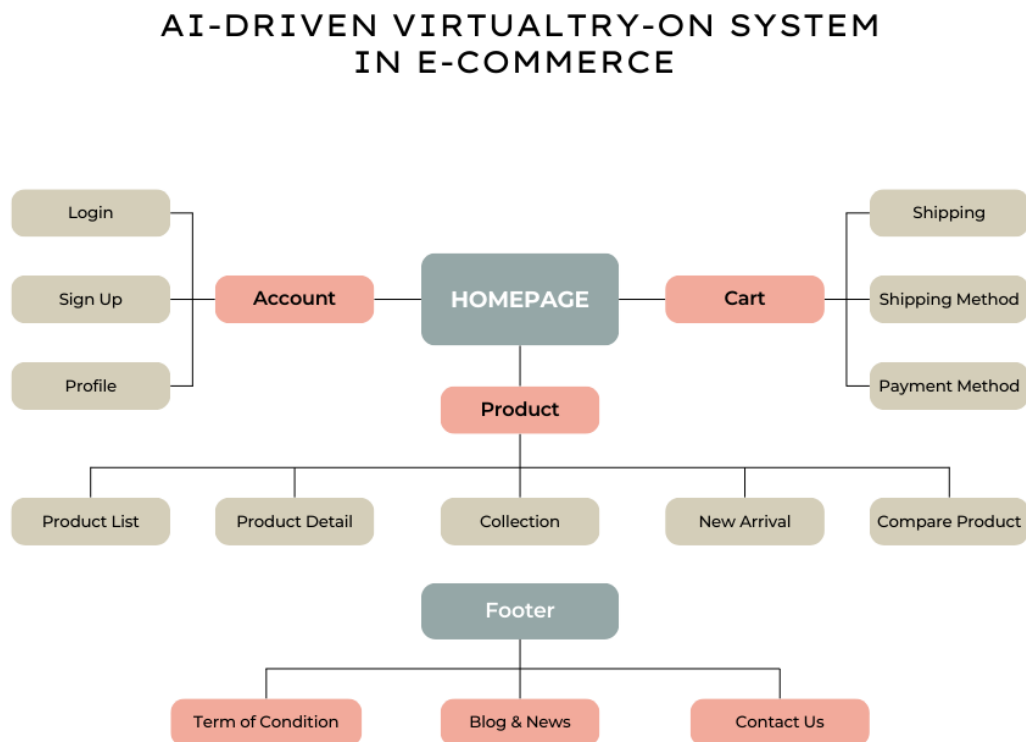 AI-DRIVEN VIRTUALTRY-ON SYSTEM
IN E-COMMERCE
Login
Sign Up
Profile
Account
HOMEPAGE
Cart
Shipping
Shipping Method
Payment Method
Product
Product List
Product Detail
Collection
New Arrival
Compare Product
Footer
Term of Condition
Blog & News
Contact Us